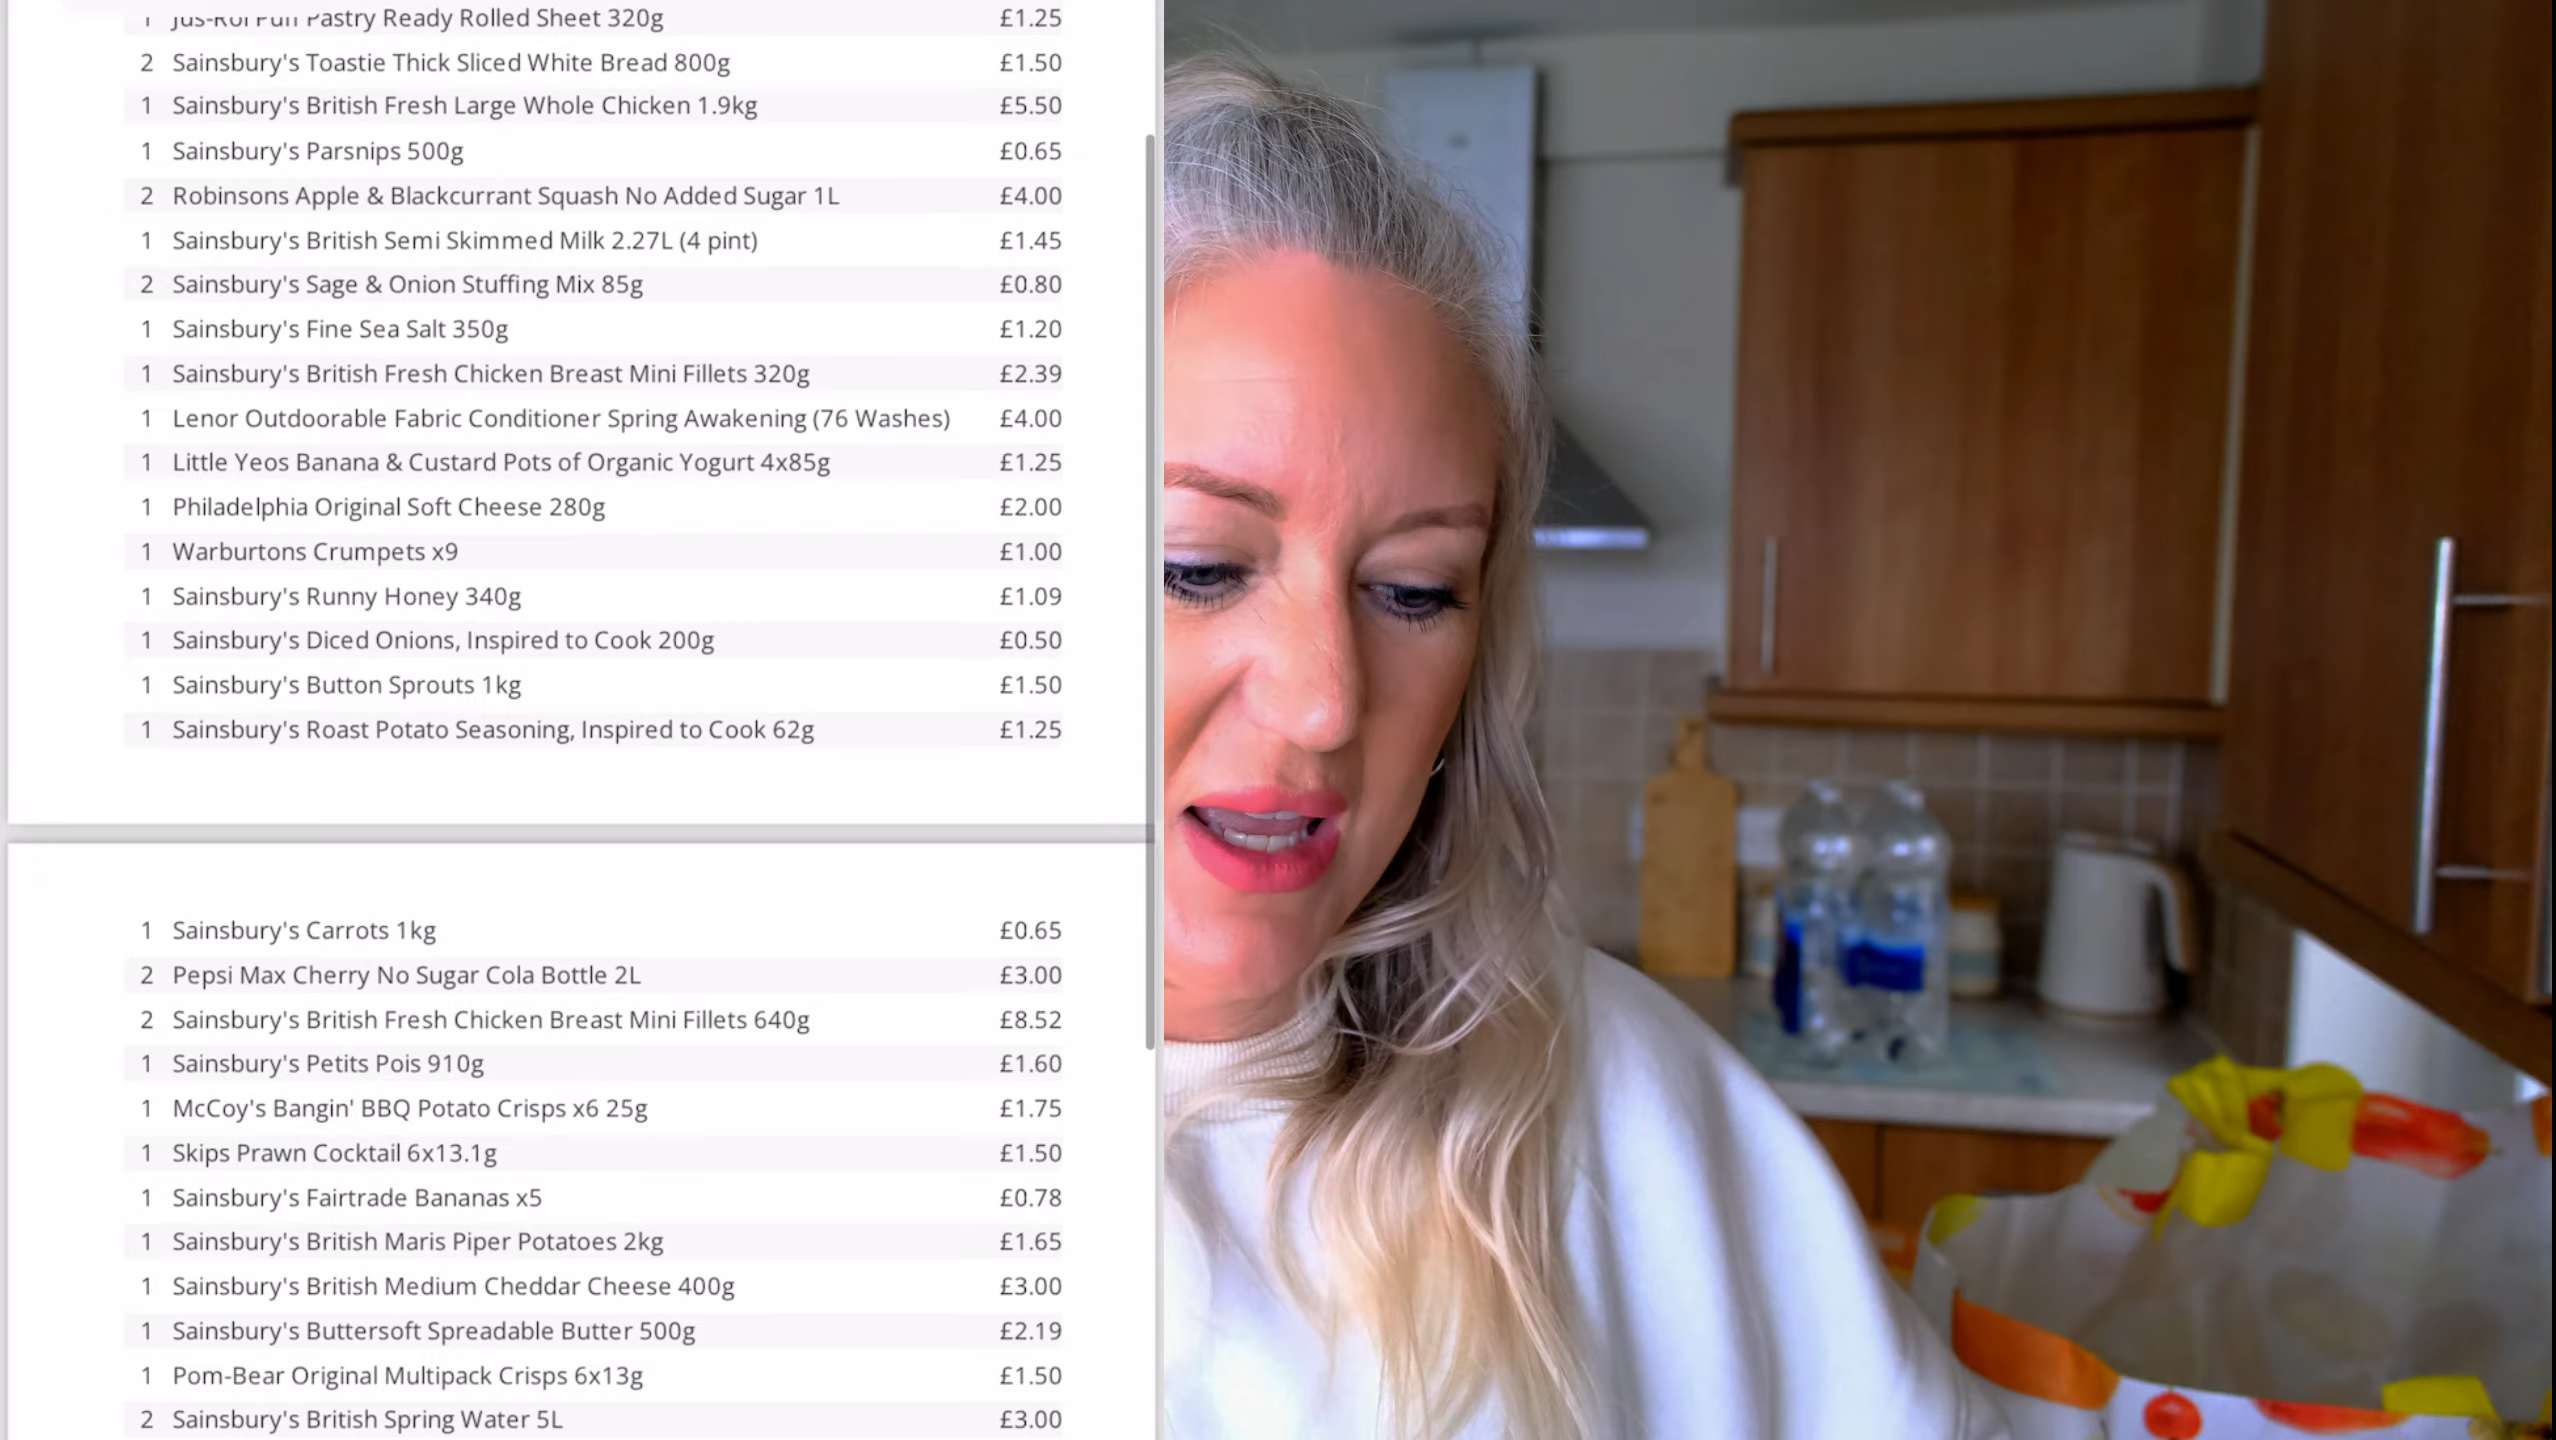 1 Jus-Rol Puff Pastry Ready Rolled Sheet 320g £1.25
2 Sainsbury's Toastie Thick Sliced White Bread 800g £1.50
1 Sainsbury's British Fresh Large Whole Chicken 1.9kg £5.50
1 Sainsbury's Parsnips 500g £0.65
2 Robinsons Apple & Blackcurrant Squash No Added Sugar 1L £4.00
1 Sainsbury's British Semi Skimmed Milk 2.27L (4 pint) £1.45
2 Sainsbury's Sage & Onion Stuffing Mix 85g £0.80
1 Sainsbury's Fine Sea Salt 350g £1.20
1 Sainsbury's British Fresh Chicken Breast Mini Fillets 320g £2.39
1 Lenor Outdoorable Fabric Conditioner Spring Awakening (76 Washes) £4.00
1 Little Yeos Banana & Custard Pots of Organic Yogurt 4x85g £1.25
1 Philadelphia Original Soft Cheese 280g £2.00
1 Warburtons Crumpets x9 £1.00
1 Sainsbury's Runny Honey 340g £1.09
1 Sainsbury's Diced Onions, Inspired to Cook 200g £0.50
1 Sainsbury's Button Sprouts 1kg £1.50
1 Sainsbury's Roast Potato Seasoning, Inspired to Cook 62g £1.25
1 Sainsbury's Carrots 1kg £0.65
2 Pepsi Max Cherry No Sugar Cola Bottle 2L £3.00
2 Sainsbury's British Fresh Chicken Breast Mini Fillets 640g £8.52
1 Sainsbury's Petits Pois 910g £1.60
1 McCoy's Bangin' BBQ Potato Crisps x6 25g £1.75
1 Skips Prawn Cocktail 6x13.1g £1.50
1 Sainsbury's Fairtrade Bananas x5 £0.78
1 Sainsbury's British Maris Piper Potatoes 2kg £1.65
1 Sainsbury's British Medium Cheddar Cheese 400g £3.00
1 Sainsbury's Buttersoft Spreadable Butter 500g £2.19
1 Pom-Bear Original Multipack Crisps 6x13g £1.50
2 Sainsbury's British Spring Water 5L £3.00